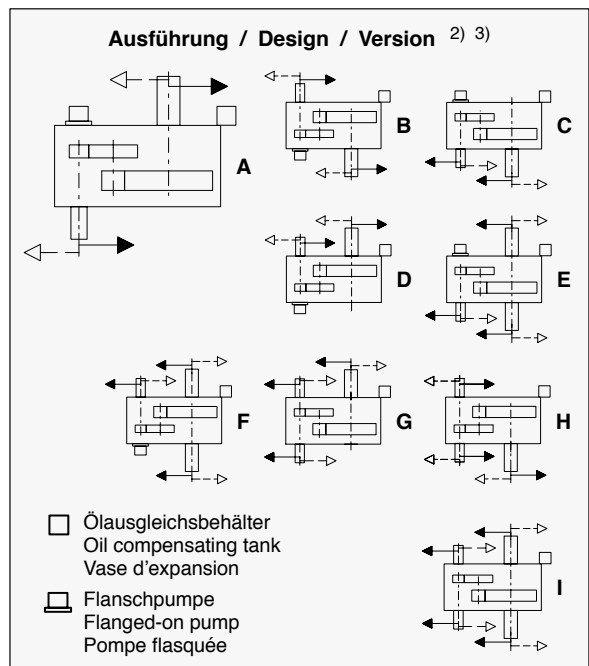 Ausführung / Design / Version 2) 3)
A
B
C
D
E
F
G
H
I
Ölausgleichsbehälter
Oil compensating tank
Vase d'expansion
Flanschpumpe
Flanged-on pump
Pompe flasquée